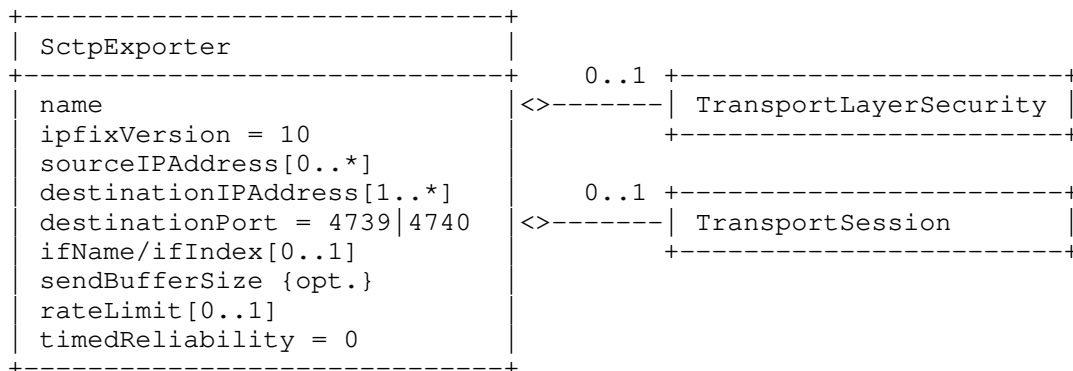 SctpExporter
0..1
name <>-------| TransportLayerSecurity
ipfixVersion = 10
sourceIPAddress[0..*]
destinationIPAddress[1..*] 0..1
destinationPort = 4739|4740 <>-------| TransportSession
ifName/ifIndex[0..1]
sendBufferSize {opt.}
rateLimit[0..1]
timedReliability = 0